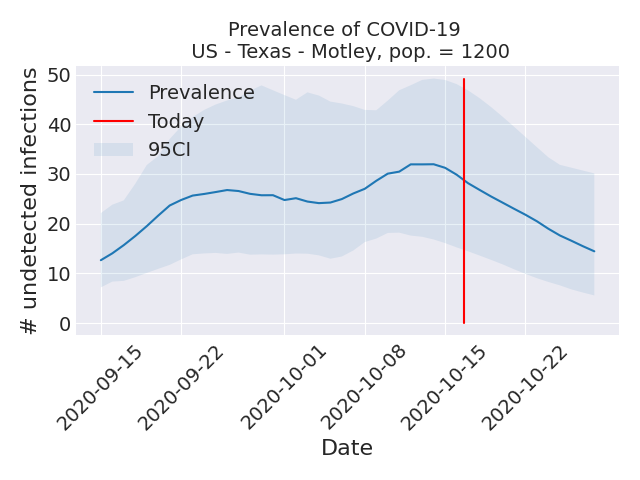 Prevalence of COVID-19
US - Texas - Motley, pop. = 1200
# undetected infections
50
40
30
20
10
0
Prevalence
Today
95CI
2020-09-15
2020-09-22
2020-10-01
2020-10-08
2020-10-15
2020-10-22
Date